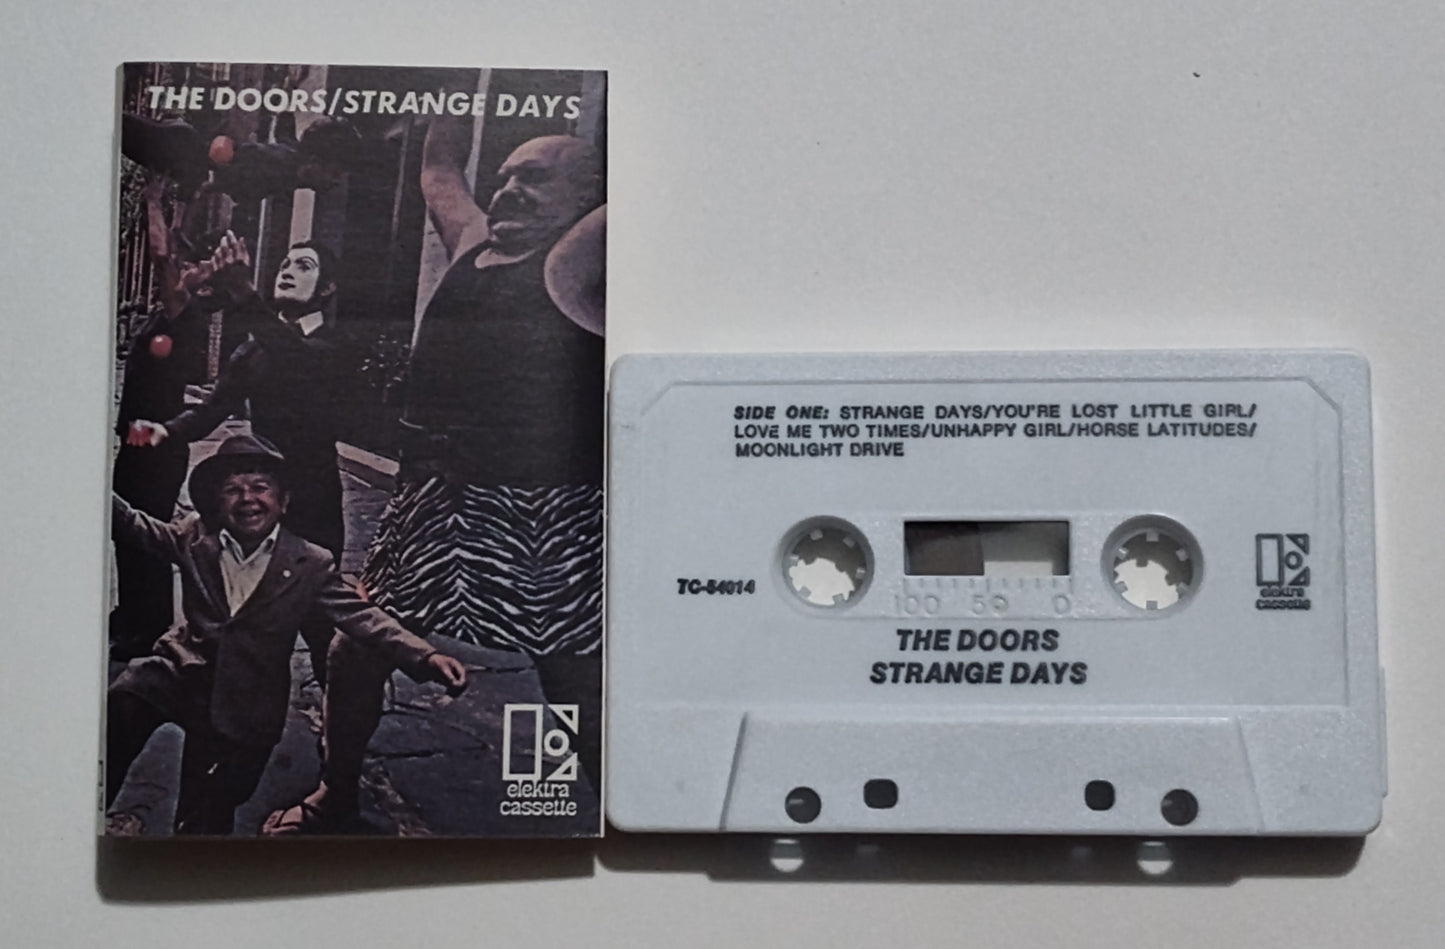 THE DOORS/STRANGE DAYS
elektra
cassette
SIDE ONE: STRANGE DAYS/YOU'RE LOST LITTLE GIRL/
LOVE ME TWO TIMES/UNHAPPY GIRL/HORSE LATITUDES/
MOONLIGHT DRIVE
TC-54014
100 50 0
elektra
cassette
THE DOORS
STRANGE DAYS